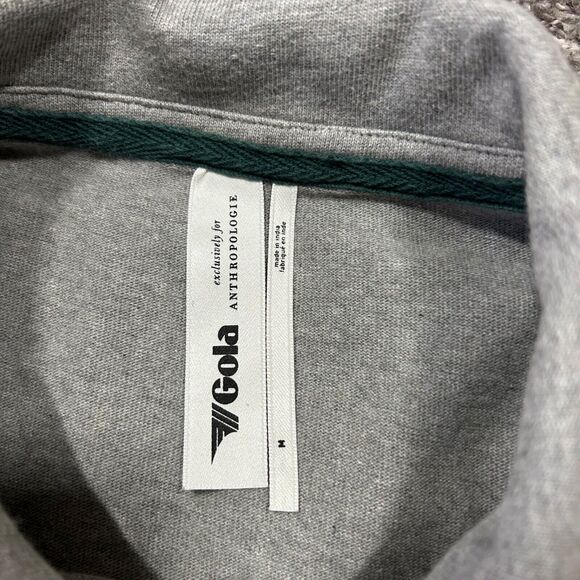 Gola
exclusively for
ANTHROPOLOGIE
M
made in india
fabriqué en inde